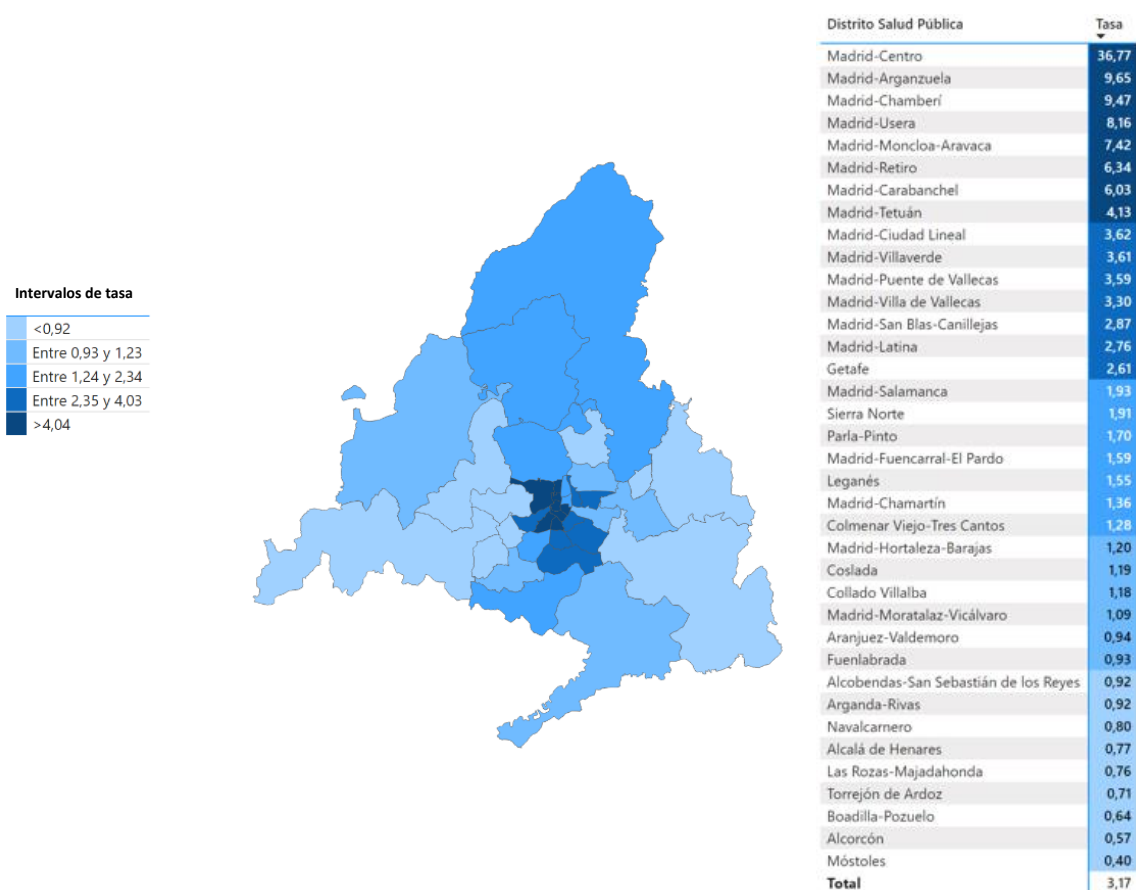 Intervalos de tasa
<0,92
Entre 0,93 y 1,23
Entre 1,24 y 2,34
Entre 2,35 y 4,03
>4,04
Distrito Salud Pública Tasa
Madrid-Centro 36,77
Madrid-Arganzuela 9,65
Madrid-Chamberí 9,47
Madrid-Usera 8,16
Madrid-Moncloa-Aravaca 7,42
Madrid-Retiro 6,34
Madrid-Carabanchel 6,03
Madrid-Tetuán 4,13
Madrid-Ciudad Lineal 3,62
Madrid-Villaverde 3,61
Madrid-Puente de Vallecas 3,59
Madrid-Villa de Vallecas 3,30
Madrid-San Blas-Canillejas 2,87
Madrid-Latina 2,76
Getafe 2,61
Madrid-Salamanca 1,93
Sierra Norte 1,91
Parla-Pinto 1,70
Madrid-Fuencarral-El Pardo 1,59
Leganés 1,55
Madrid-Chamartín 1,36
Colmenar Viejo-Tres Cantos 1,28
Madrid-Hortaleza-Barajas 1,20
Coslada 1,19
Collado Villalba 1,18
Madrid-Moratalaz-Vicálvaro 1,09
Aranjuez-Valdemoro 0,94
Fuenlabrada 0,93
Alcobendas-San Sebastián de los Reyes 0,92
Arganda-Rivas 0,92
Navalcarnero 0,80
Alcalá de Henares 0,77
Las Rozas-Majadahonda 0,76
Torrejón de Ardoz 0,71
Boadilla-Pozuelo 0,64
Alcorcón 0,57
Móstoles 0,40
Total 3,17